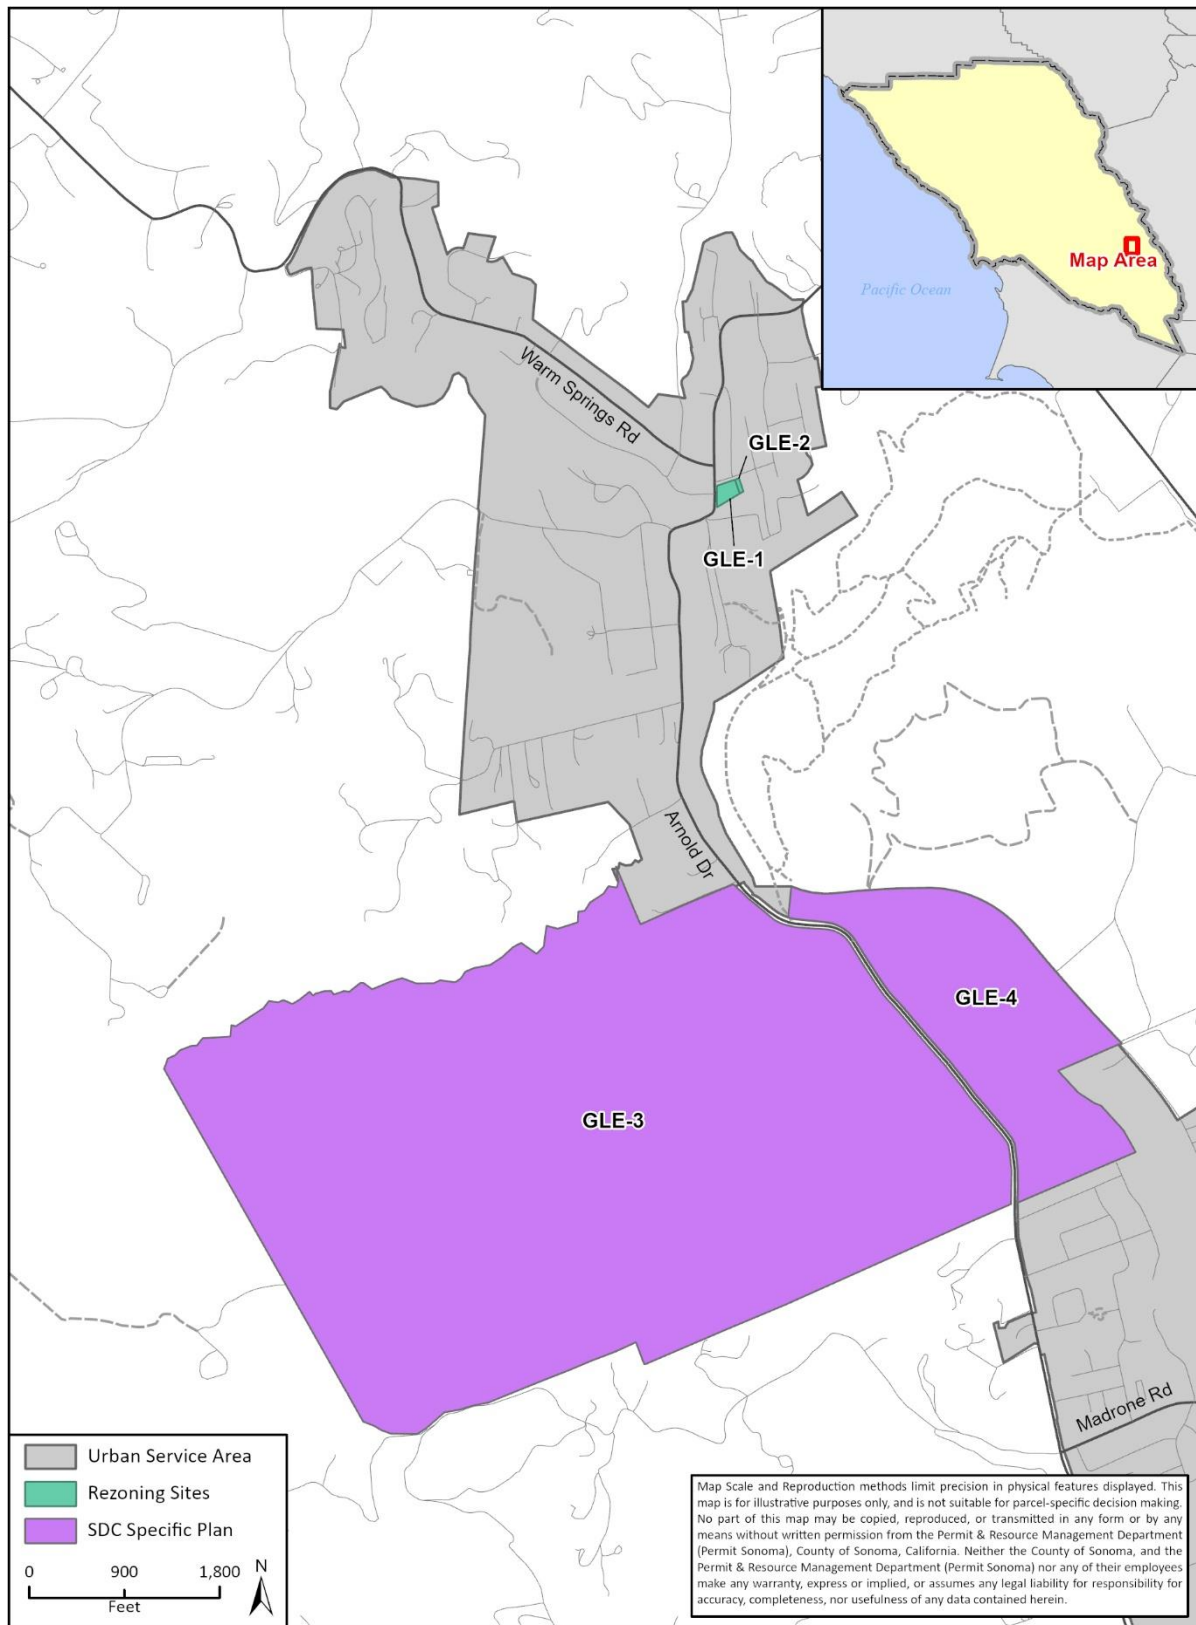 Pacific Ocean
Map Area
Warm Springs Rd
GLE-2
GLE-1
Arnold Dr
GLE-4
GLE-3
Madrone Rd
Urban Service Area
Rezoning Sites
SDC Specific Plan
0 900 1,800
Feet
N
Map Scale and Reproduction methods limit precision in physical features displayed. This
map is for illustrative purposes only, and is not suitable for parcel-specific decision making.
No part of this map may be copied, reproduced, or transmitted in any form or by any
means without written permission from the Permit & Resource Management Department
(Permit Sonoma), County of Sonoma, California. Neither the County of Sonoma, and the
Permit & Resource Management Department (Permit Sonoma) nor any of their employees
make any warranty, express or implied, or assumes any legal liability for responsibility for
accuracy, completeness, nor usefulness of any data contained herein.